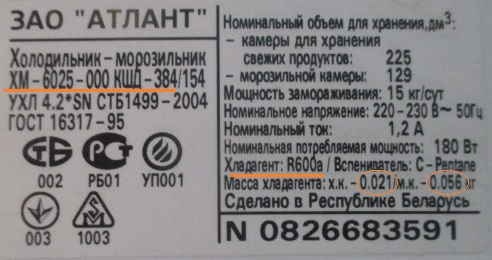 ЗАО "АТЛАНТ"
Холодильник – морозильник
ХМ – 6025–000 КШД – 384/154
УХЛ 4.2*SN СТБ1499 – 2004
ГОСТ 16317–95
002 РБ01 УП001
003 1003
Номинальный объем для хранения,дм³:
– камеры для хранения
свежих продуктов: 225
– морозильной камеры: 129
Мощность замораживания: 15 кг/сут
Номинальное напряжение: 220–230 В~ 50Гц
Номинальный ток: 1,2 А
Номинальная потребляемая мощность: 180 Вт
Хладагент: R600a / Вспениватель: C – Pentane
Масса хладагента: х.к. – 0.021/м.к. – 0.056 кг
Сделано в Республике Беларусь
N 0826683591